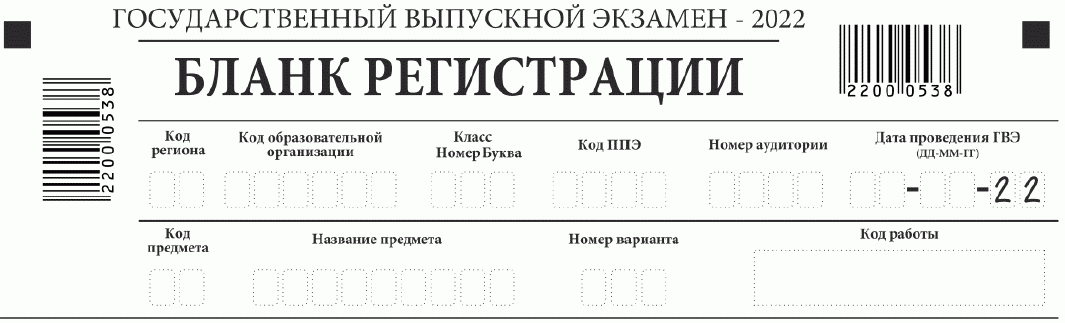 ГОСУДАРСТВЕННЫЙ ВЫПУСКНОЙ ЭКЗАМЕН - 2022
БЛАНК РЕГИСТРАЦИИ
2200 0538
2200 0538
Код региона
Код образовательной организации
Класс Номер Буква
Код ППЭ
Номер аудитории
Дата проведения ГВЭ (ДД-ММ-ГГ)
- - 22
Код предмета
Название предмета
Номер варианта
Код работы